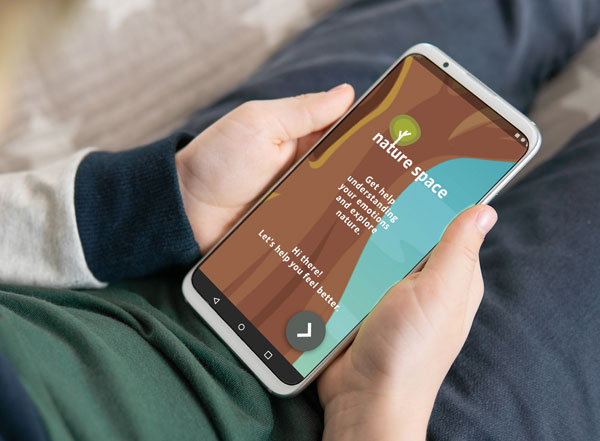 nature space
Get help
understanding
your emotions
and explore
nature.
Hi there!
Let's help you feel better.